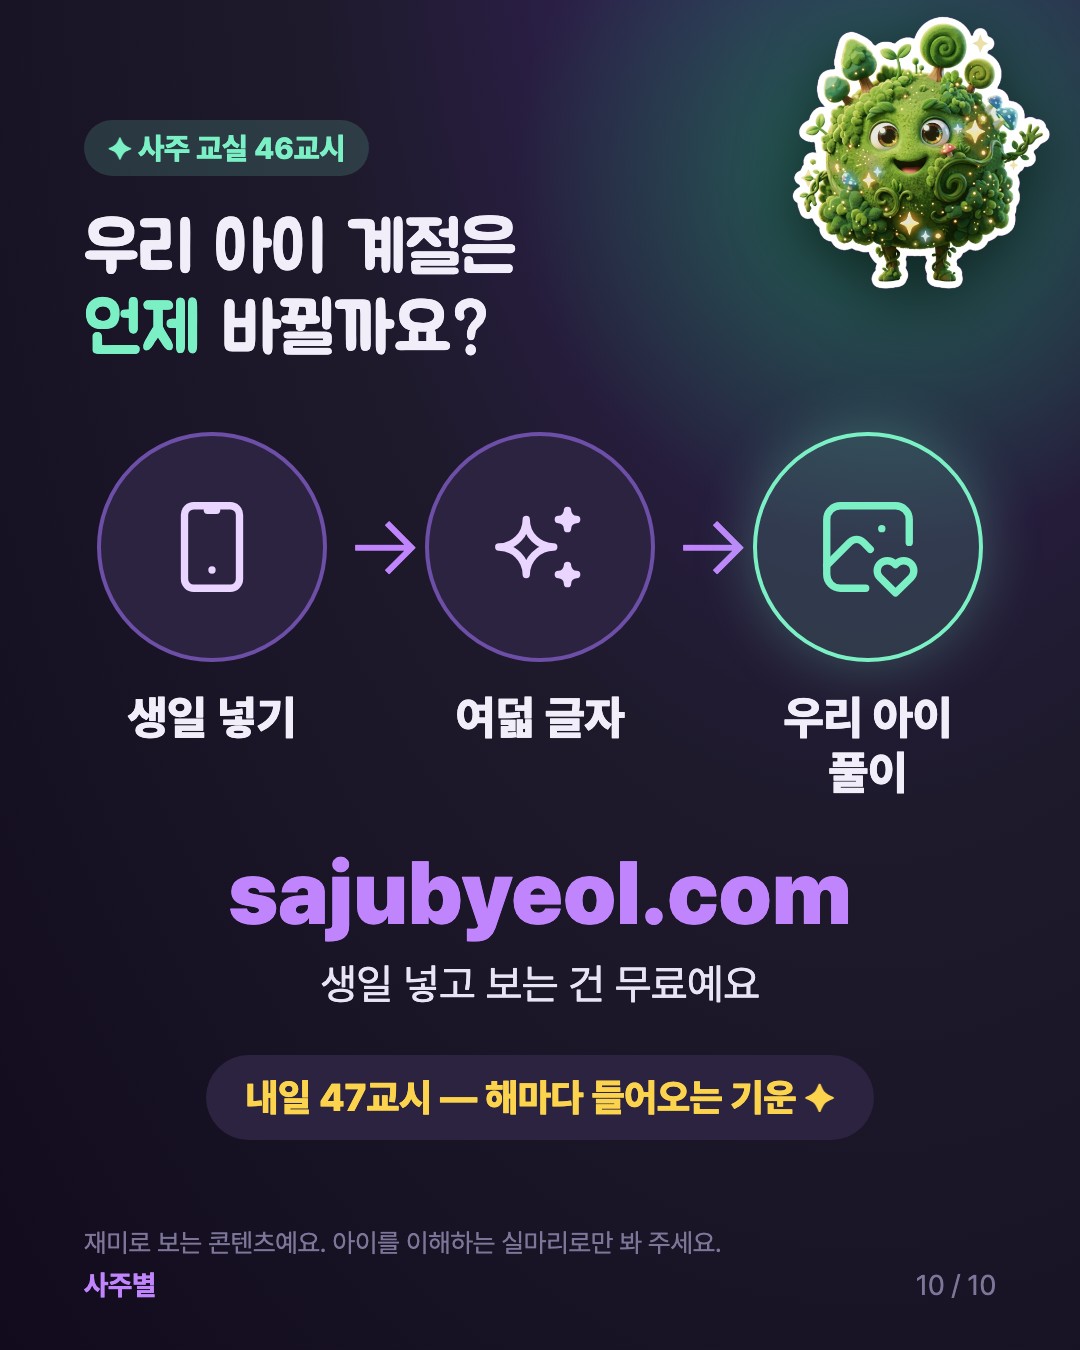 ✦ 사주 교실 46교시
우리 아이 계절은
언제 바뀔까요?
생일 넣기
여덟 글자
우리 아이
풀이
sajubyeol.com
생일 넣고 보는 건 무료예요
내일 47교시 — 해마다 들어오는 기운 ✦
재미로 보는 콘텐츠예요. 아이를 이해하는 실마리로만 봐 주세요.
사주별
10 / 10